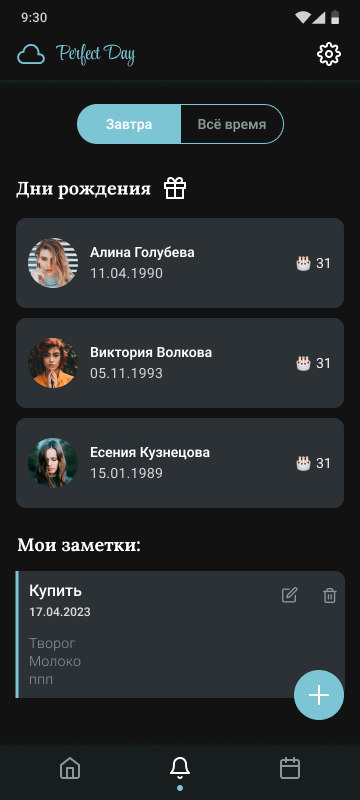 9:30
Perfect Day
Завтра
Всё время
Дни рождения
Алина Голубева
11.04.1990
31
Виктория Волкова
05.11.1993
31
Есения Кузнецова
15.01.1989
31
Мои заметки:
Купить
17.04.2023
Творог
Молоко
ппп